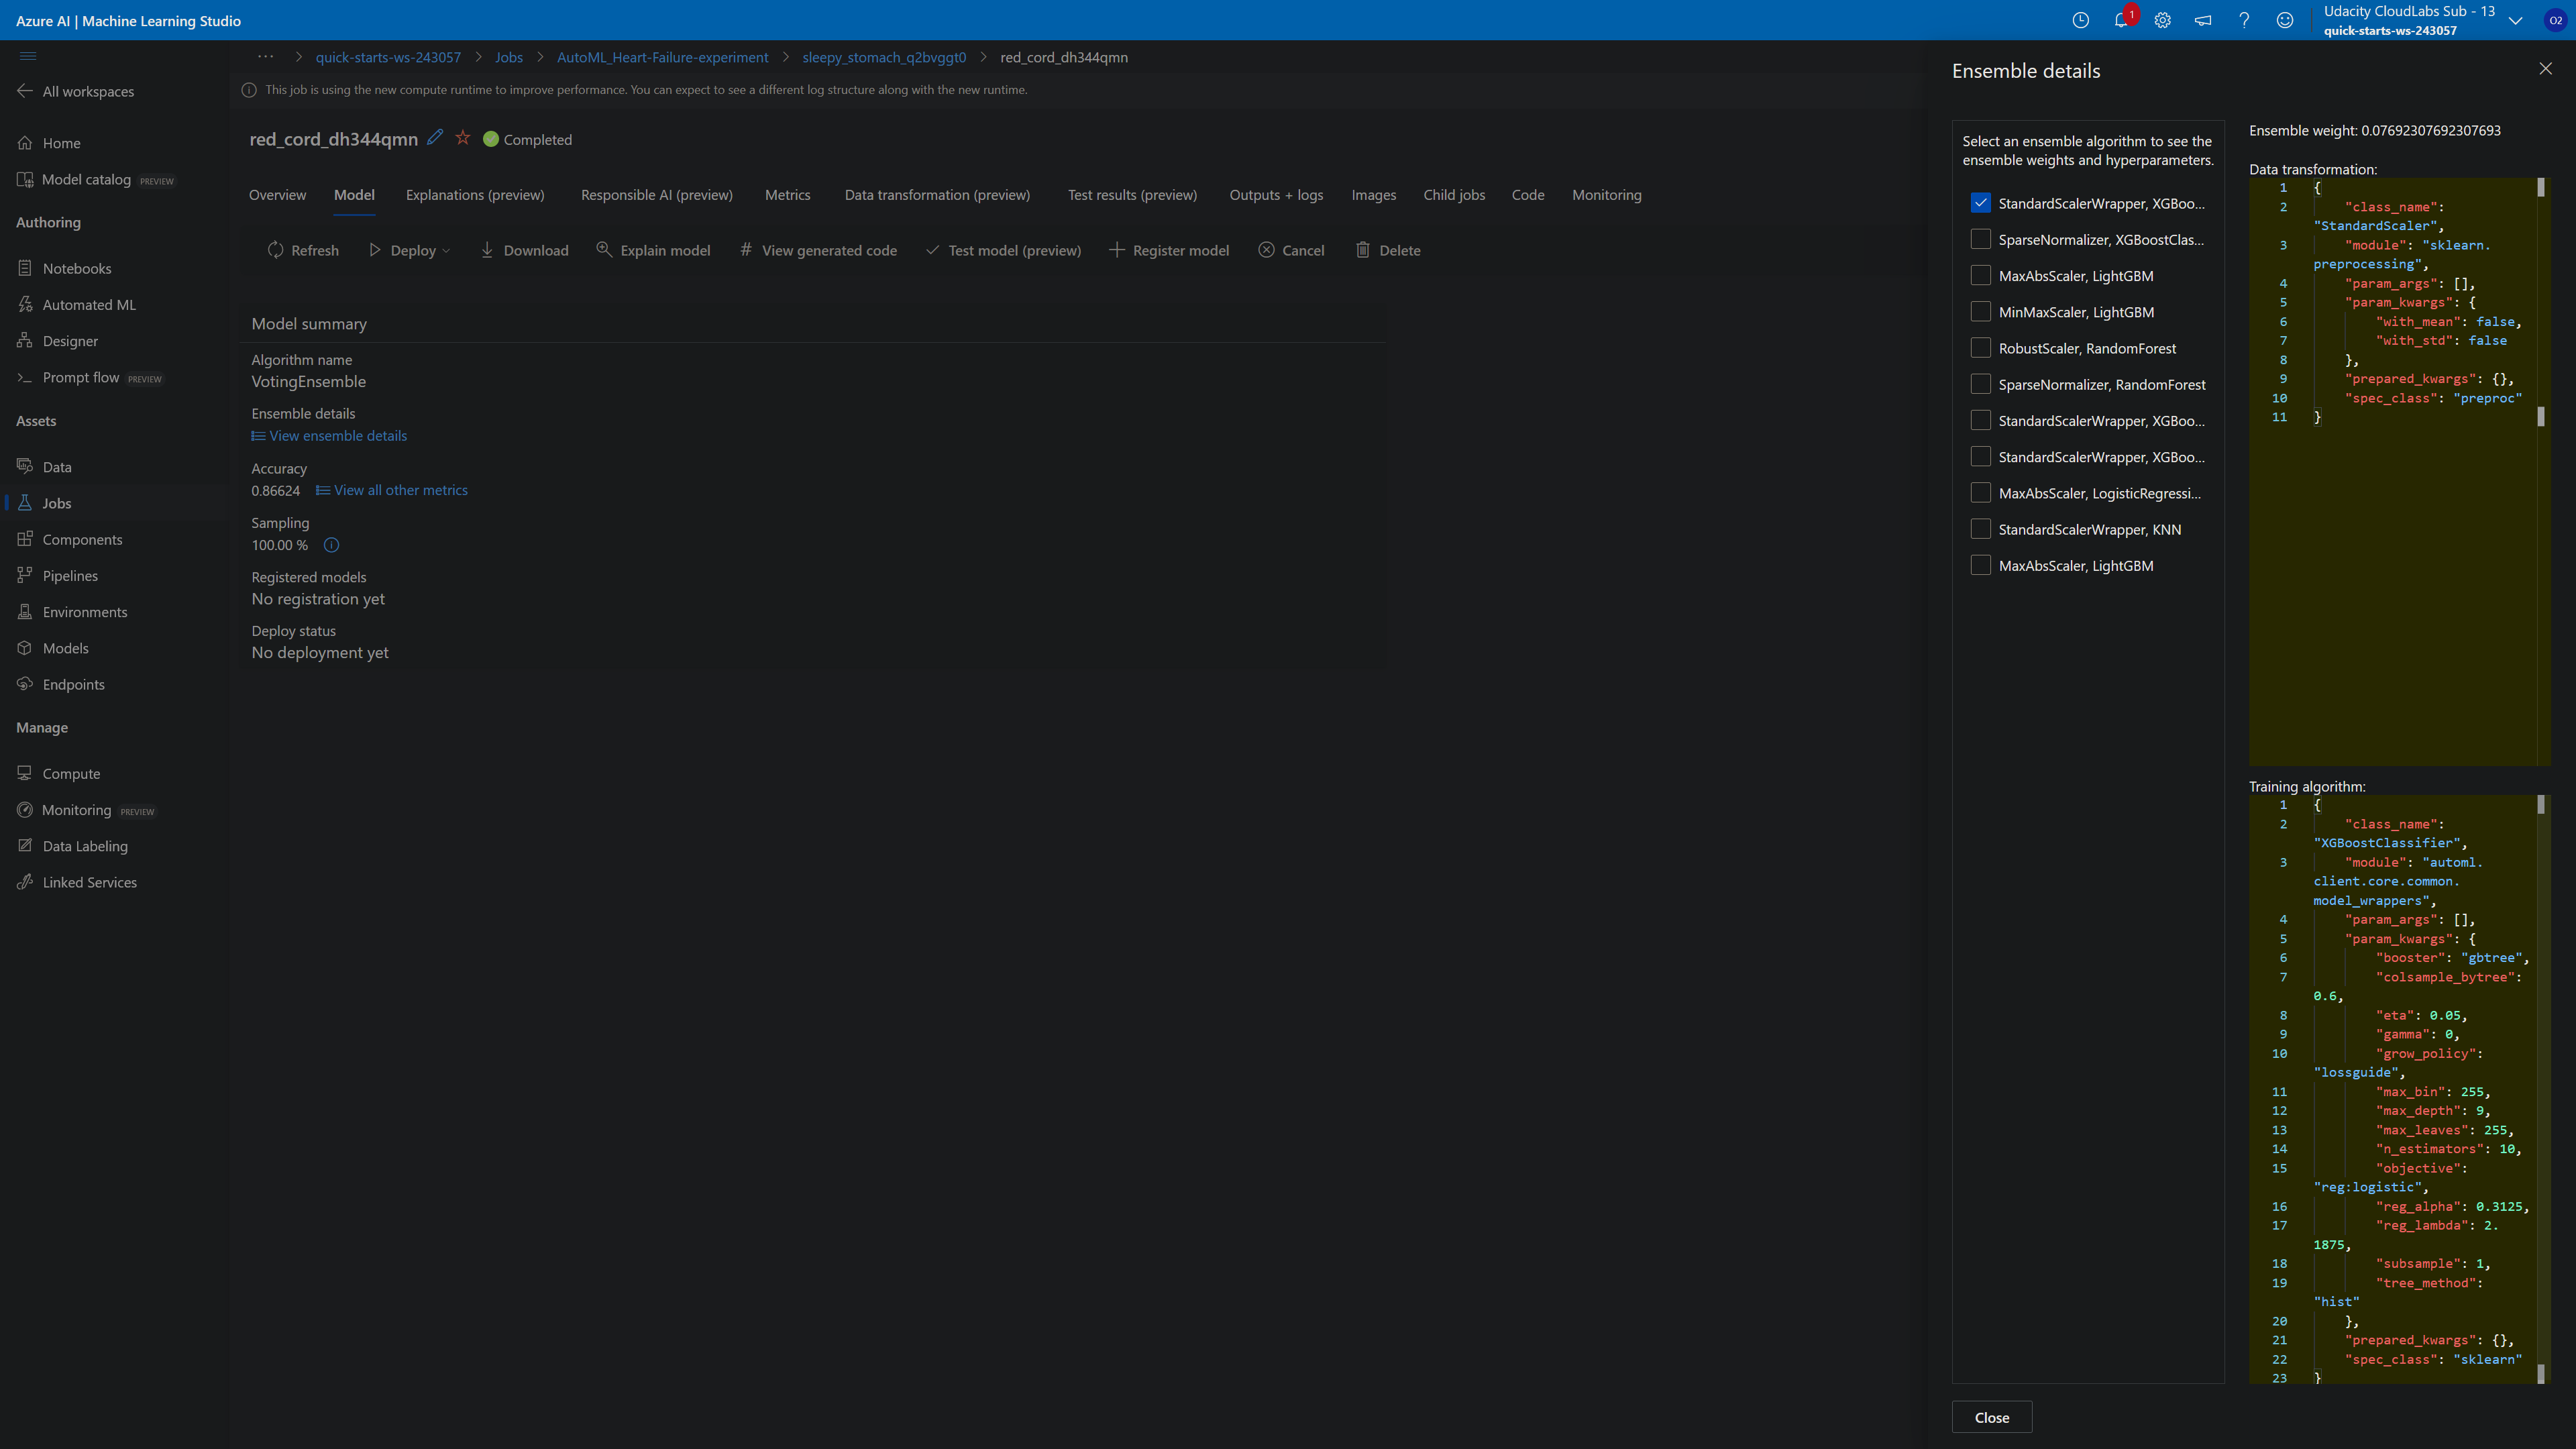 Azure AI | Machine Learning Studio
1
Udacity CloudLabs Sub - 13
quick-starts-ws-243057
O2
All workspaces
Home
Model catalog PREVIEW
Authoring
Notebooks
Automated ML
Designer
Prompt flow PREVIEW
Assets
Data
Jobs
Components
Pipelines
Environments
Models
Endpoints
Manage
Compute
Monitoring PREVIEW
Data Labeling
Linked Services
... > quick-starts-ws-243057 > Jobs > AutoML_Heart-Failure-experiment > sleepy_stomach_q2bvggt0 > red_cord_dh344qmn
This job is using the new compute runtime to improve performance. You can expect to see a different log structure along with the new runtime.
red_cord_dh344qmn Completed
Overview Model Explanations (preview) Responsible AI (preview) Metrics Data transformation (preview) Test results (preview) Outputs + logs Images Child jobs Code Monitoring
Refresh Deploy Download Explain model # View generated code Test model (preview) Register model Cancel Delete
Model summary
Algorithm name
VotingEnsemble
Ensemble details
View ensemble details
Accuracy
0.86624 View all other metrics
Sampling
100.00 %
Registered models
No registration yet
Deploy status
No deployment yet
Ensemble details
Select an ensemble algorithm to see the
ensemble weights and hyperparameters.
StandardScalerWrapper, XGBoo...
SparseNormalizer, XGBoostClas...
MaxAbsScaler, LightGBM
MinMaxScaler, LightGBM
RobustScaler, RandomForest
SparseNormalizer, RandomForest
StandardScalerWrapper, XGBoo...
StandardScalerWrapper, XGBoo...
MaxAbsScaler, LogisticRegressi...
StandardScalerWrapper, KNN
MaxAbsScaler, LightGBM
Ensemble weight: 0.07692307692307693
Data transformation:
1 {
2 "class_name":
"StandardScaler",
3 "module": "sklearn.
preprocessing",
4 "param_args": [],
5 "param_kwargs": {
6 "with_mean": false,
7 "with_std": false
8 },
9 "prepared_kwargs": {},
10 "spec_class": "preproc"
11 }
Training algorithm:
1 {
2 "class_name":
"XGBoostClassifier",
3 "module": "automl.
client.core.common.
model_wrappers",
4 "param_args": [],
5 "param_kwargs": {
6 "booster": "gbtree",
7 "colsample_bytree":
0.6,
8 "eta": 0.05,
9 "gamma": 0,
10 "grow_policy":
"lossguide",
11 "max_bin": 255,
12 "max_depth": 9,
13 "max_leaves": 255,
14 "n_estimators": 10,
15 "objective":
"reg:logistic",
16 "reg_alpha": 0.3125,
17 "reg_lambda": 2.
1875,
18 "subsample": 1,
19 "tree_method":
"hist"
20 },
21 "prepared_kwargs": {},
22 "spec_class": "sklearn"
23 }
Close